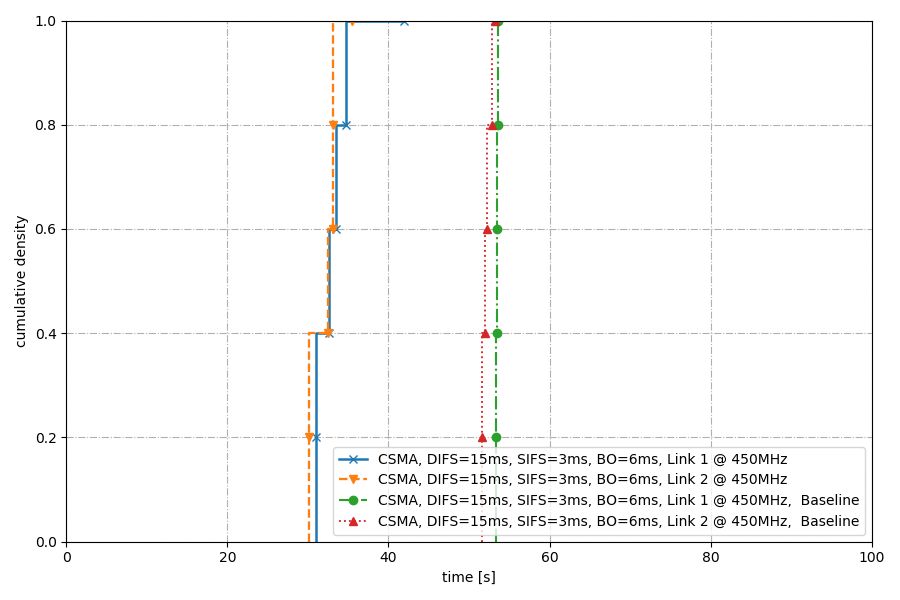 1.0
0.8
0.6
0.4
0.2
0.0
cumulative density
CSMA, DIFS=15ms, SIFS=3ms, BO=6ms, Link 1 @ 450MHz
CSMA, DIFS=15ms, SIFS=3ms, BO=6ms, Link 2 @ 450MHz
CSMA, DIFS=15ms, SIFS=3ms, BO=6ms, Link 1 @ 450MHz,  Baseline
CSMA, DIFS=15ms, SIFS=3ms, BO=6ms, Link 2 @ 450MHz,  Baseline
0 20 40 60 80 100
time [s]